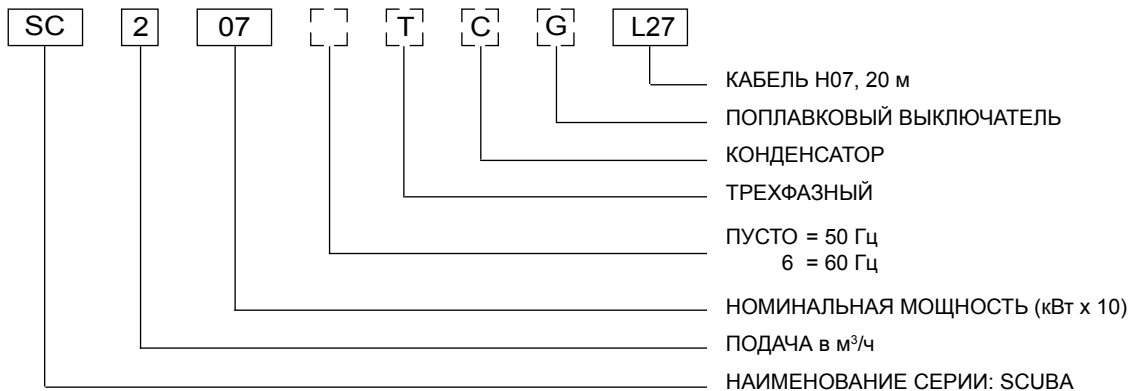 SC 2 07 T C G L27
КАБЕЛЬ H07, 20 м
ПОПЛАВКОВЫЙ ВЫКЛЮЧАТЕЛЬ
КОНДЕНСАТОР
ТРЕХФАЗНЫЙ
ПУСТО = 50 Гц
6 = 60 Гц
НОМИНАЛЬНАЯ МОЩНОСТЬ (кВт x 10)
ПОДАЧА в м³/ч
НАИМЕНОВАНИЕ СЕРИИ: SCUBA